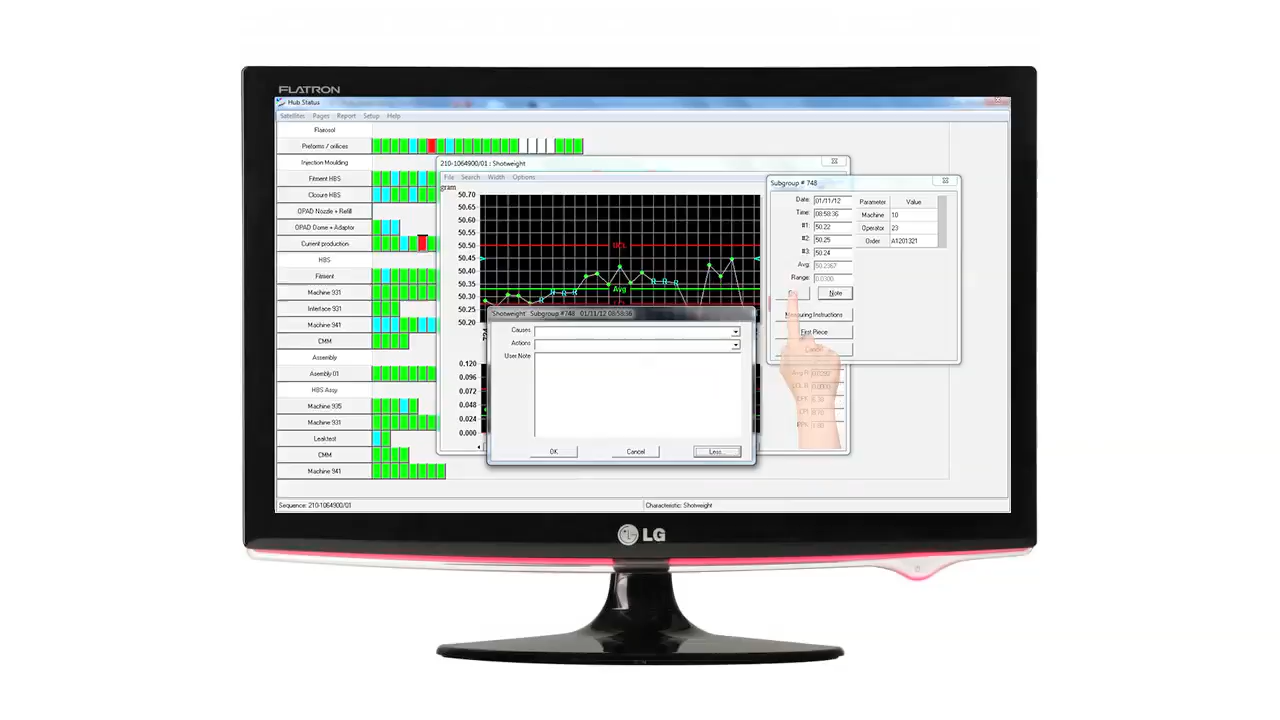 FLATRON
Hub Status
Satellites Pages Report Setup Help
Flairosol
Preforms / orifices
Injection Moulding
Fitment HBS
Closure HBS
OPAD Nozzle + Refill
OPAD Dome + Adaptor
Current production
HBS
Fitment
Machine 931
Interface 931
Machine 941
CMM
Assembly
Asembly 01
HBS Assy
Machine 935
Machine 931
Leaktest
CMM
Machine 941
210-1064900/01 : Shotweight
File Search Width Options
gram
50.70
50.65
50.60
50.55
50.50
50.45
50.40
50.35
50.30
50.25
50.20
UCL
Avg
0.120
0.096
0.072
0.048
0.024
0.000
Subgroup # 748
Date: 01/11/12
Time: 08:58:36
#1: 50.22
#2: 50.25
#3: 50.24
Avg: 50.2367
Range: 0.0300
Parameter Value
Machine 10
Operator 23
Order A1201321
Note
Measuring Instructions
First Piece
Cancel
'Shotweight' Subgroup #748 01/11/12 08:58:36
Causes
Actions
User Note
OK Cancel Less...
Sequence: 210-1064900/01
Characteristic: Shotweight
LG